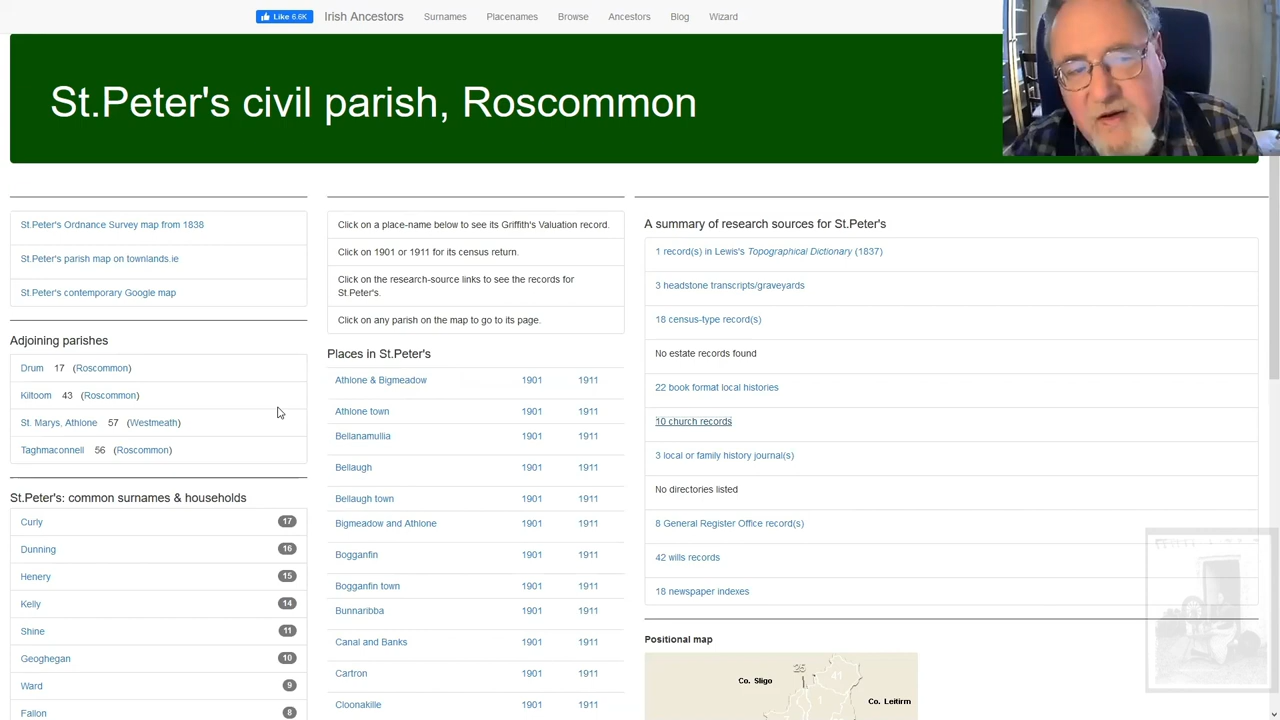 Like 6.6K Irish Ancestors Surnames Placenames Browse Ancestors Blog Wizard
St.Peter's civil parish, Roscommon
St.Peter's Ordnance Survey map from 1838
St.Peter's parish map on townlands.ie
St.Peter's contemporary Google map
Adjoining parishes
Drum 17 (Roscommon)
Kiltoom 43 (Roscommon)
St. Marys, Athlone 57 (Westmeath)
Taghmaconnell 56 (Roscommon)
St.Peter's: common surnames & households
Curly 17
Dunning 16
Henery 15
Kelly 14
Shine 11
Geoghegan 10
Ward 9
Fallon 8
Click on a place-name below to see its Griffith's Valuation record.
Click on 1901 or 1911 for its census return.
Click on the research-source links to see the records for
St.Peter's.
Click on any parish on the map to go to its page.
Places in St.Peter's
Athlone & Bigmeadow 1901 1911
Athlone town 1901 1911
Bellanamullia 1901 1911
Bellaugh 1901 1911
Bellaugh town 1901 1911
Bigmeadow and Athlone 1901 1911
Bogganfin 1901 1911
Bogganfin town 1901 1911
Bunnaribba 1901 1911
Canal and Banks 1901 1911
Cartron 1901 1911
Cloonakille 1901 1911
A summary of research sources for St.Peter's
1 record(s) in Lewis's Topographical Dictionary (1837)
3 headstone transcripts/graveyards
18 census-type record(s)
No estate records found
22 book format local histories
10 church records
3 local or family history journal(s)
No directories listed
8 General Register Office record(s)
42 wills records
18 newspaper indexes
Positional map
25
41
1
Co. Sligo
Co. Leitirm